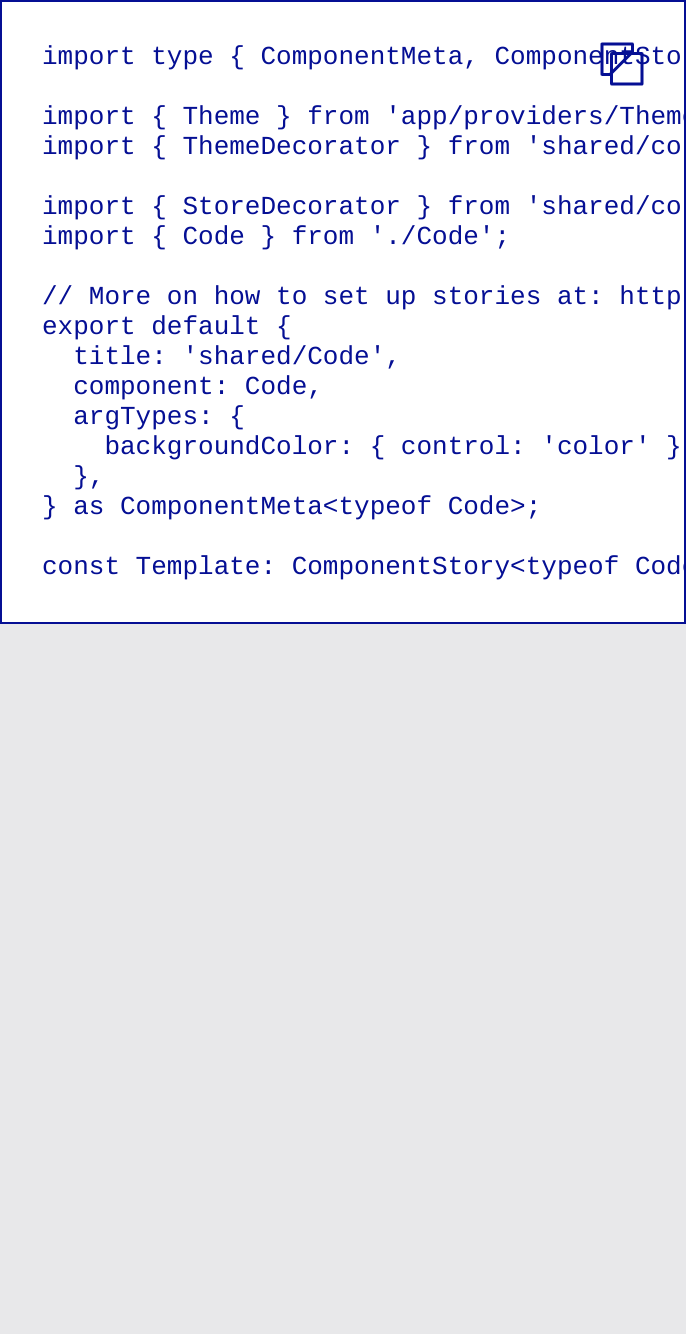 import type { ComponentMeta, ComponentSto
import { Theme } from 'app/providers/Them
import { ThemeDecorator } from 'shared/co
import { StoreDecorator } from 'shared/co
import { Code } from './Code';
// More on how to set up stories at: http
export default {
  title: 'shared/Code',
  component: Code,
  argTypes: {
    backgroundColor: { control: 'color' }
  },
} as ComponentMeta<typeof Code>;
const Template: ComponentStory<typeof Cod